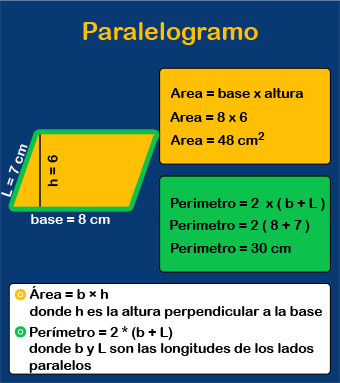 Paralelogramo
Area = base x altura
Area = 8 x 6
Area = 48 cm²
L = 7 cm
h = 6
base = 8 cm
Perimetro = 2 x ( b + L )
Perimetro = 2 ( 8 + 7 )
Perimetro = 30 cm
Área = b × h
donde h es la altura perpendicular a la base
Perímetro = 2 * (b + L)
donde b y L son las longitudes de los lados
paralelos